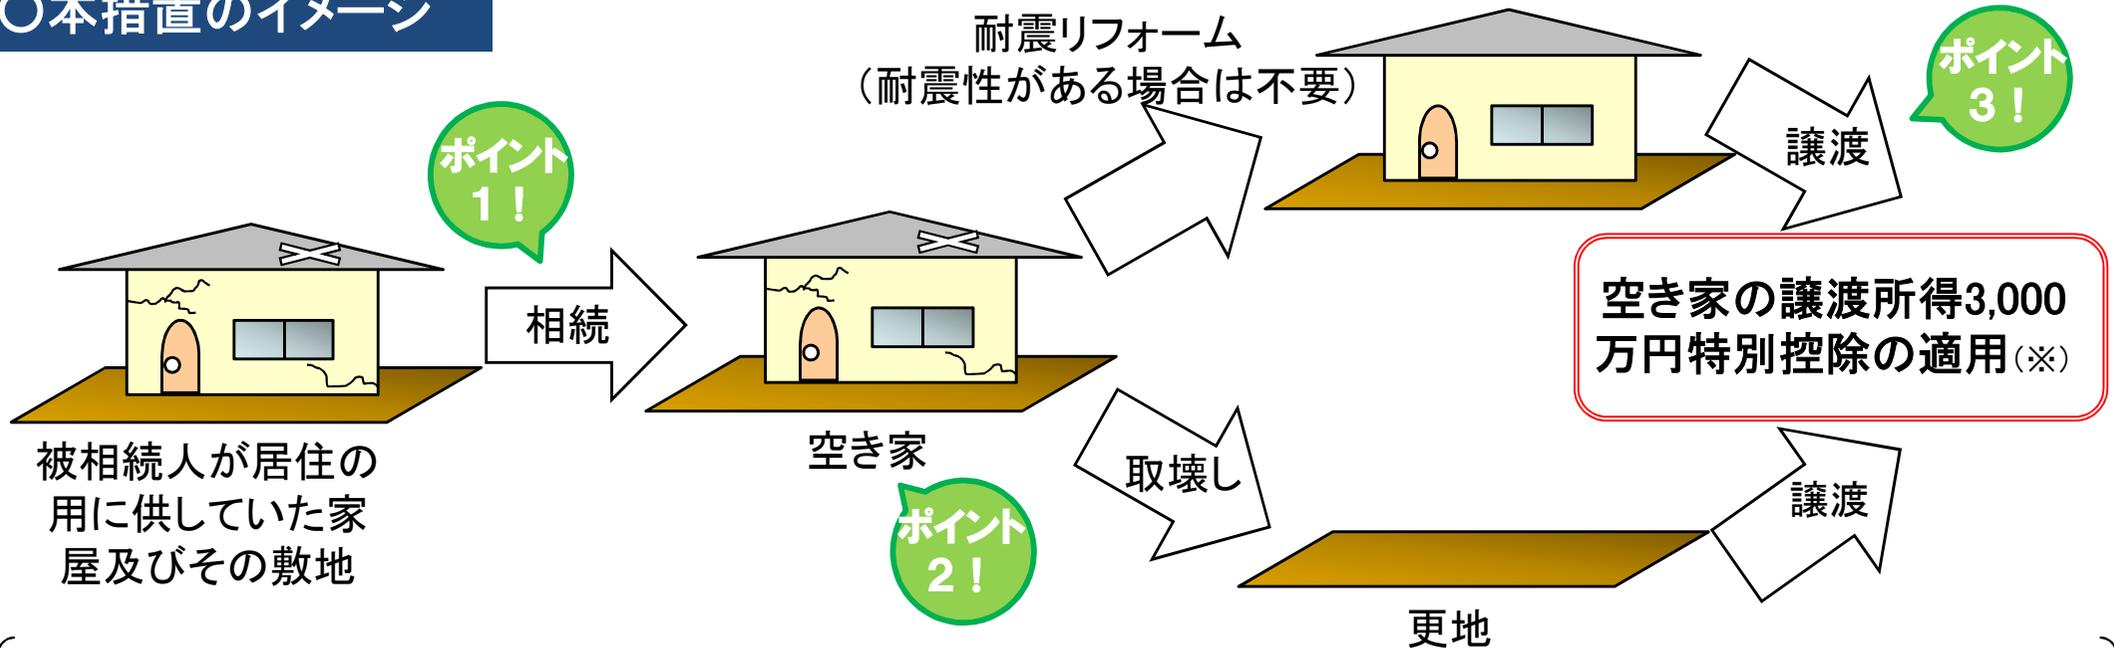 〇本措置のイメージ
耐震リフォーム
（耐震性がある場合は不要）
ポイント
1！
相続
被相続人が居住の
用に供していた家
屋及びその敷地
空き家
ポイント
2！
取壊し
更地
譲渡
譲渡
ポイント
3！
空き家の譲渡所得3,000
万円特別控除の適用（※）